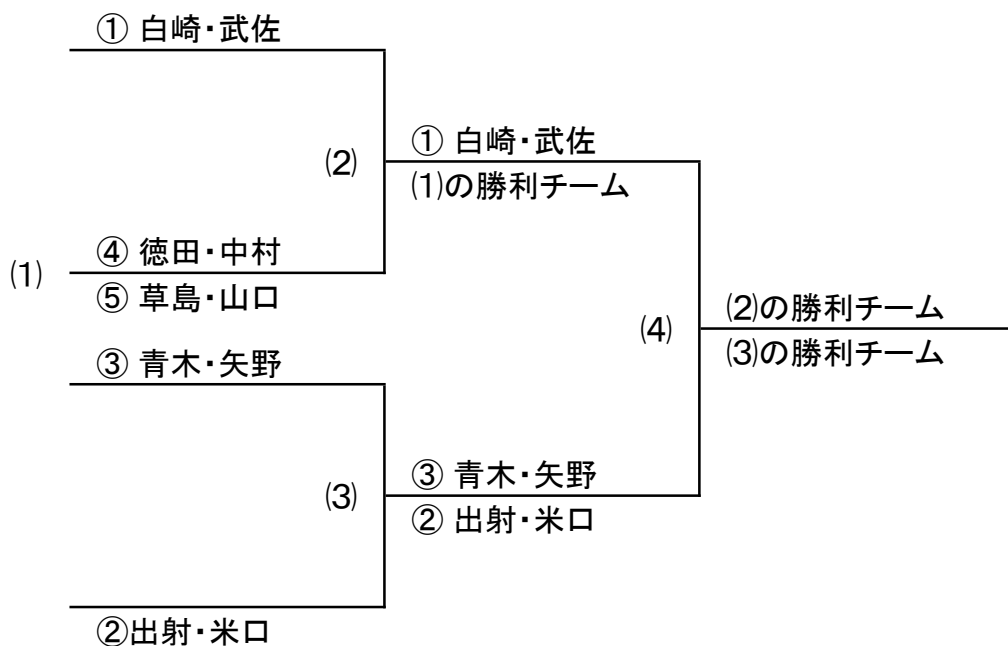 ① 白崎・武佐
⑵
① 白崎・武佐
⑴の勝利チーム
⑴
④ 徳田・中村
⑤ 草島・山口
⑷
⑵の勝利チーム
⑶の勝利チーム
③ 青木・矢野
⑶
③ 青木・矢野
② 出射・米口
②出射・米口